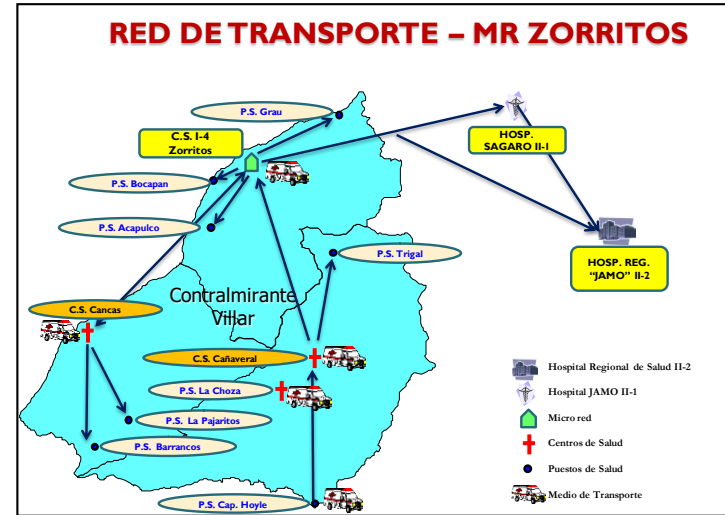 RED DE TRANSPORTE – MR ZORRITOS
P.S. Grau
C.S. I-4
Zorritos
HOSP.
SAGARO II-1
P.S. Bocapan
P.S. Acapulco
P.S. Trigal
HOSP. REG.
“JAMO” II-2
Contralmirante
Villar
C.S. Cancas
C.S. Cañaveral
P.S. La Choza
P.S. La Pajaritos
P.S. Barrancos
P.S. Cap. Hoyle
Hospital Regional de Salud II-2
Hospital JAMO II-1
Micro red
Centros de Salud
Puestos de Salud
Medio de Transporte